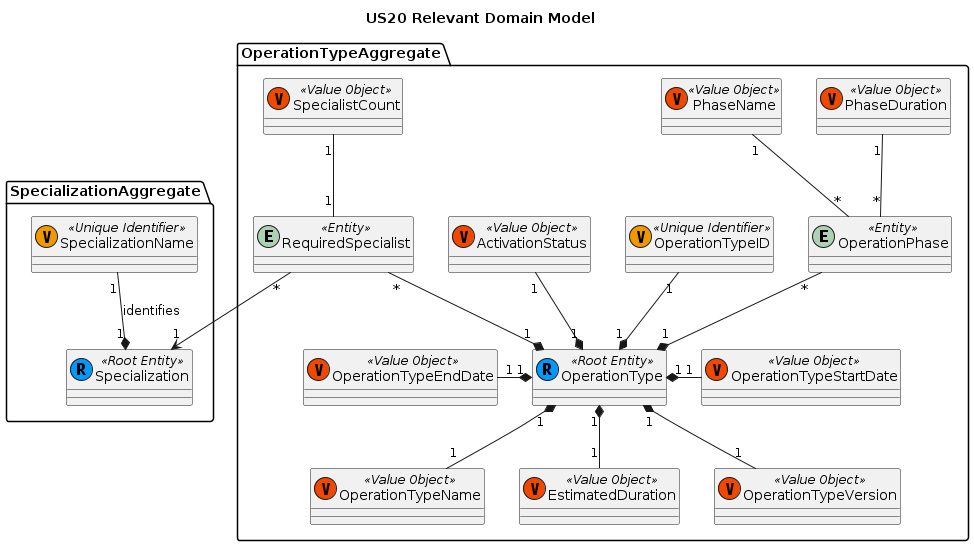 US20 Relevant Domain Model
OperationTypeAggregate
V
«Value Object»
SpecialistCount
V
«Value Object»
PhaseName
V
«Value Object»
PhaseDuration
1
1
1
1
*
*
SpecializationAggregate
V
«Unique Identifier»
SpecializationName
E
«Entity»
RequiredSpecialist
V
«Value Object»
ActivationStatus
V
«Unique Identifier»
OperationTypeID
E
«Entity»
OperationPhase
1
*
*
1
1
*
identifies
1
1
1
1
1
1
R
«Root Entity»
Specialization
V
«Value Object»
OperationTypeEndDate
1
1
R
«Root Entity»
OperationType
1
1
V
«Value Object»
OperationTypeStartDate
1
1
1
1
1
1
V
«Value Object»
OperationTypeName
V
«Value Object»
EstimatedDuration
V
«Value Object»
OperationTypeVersion